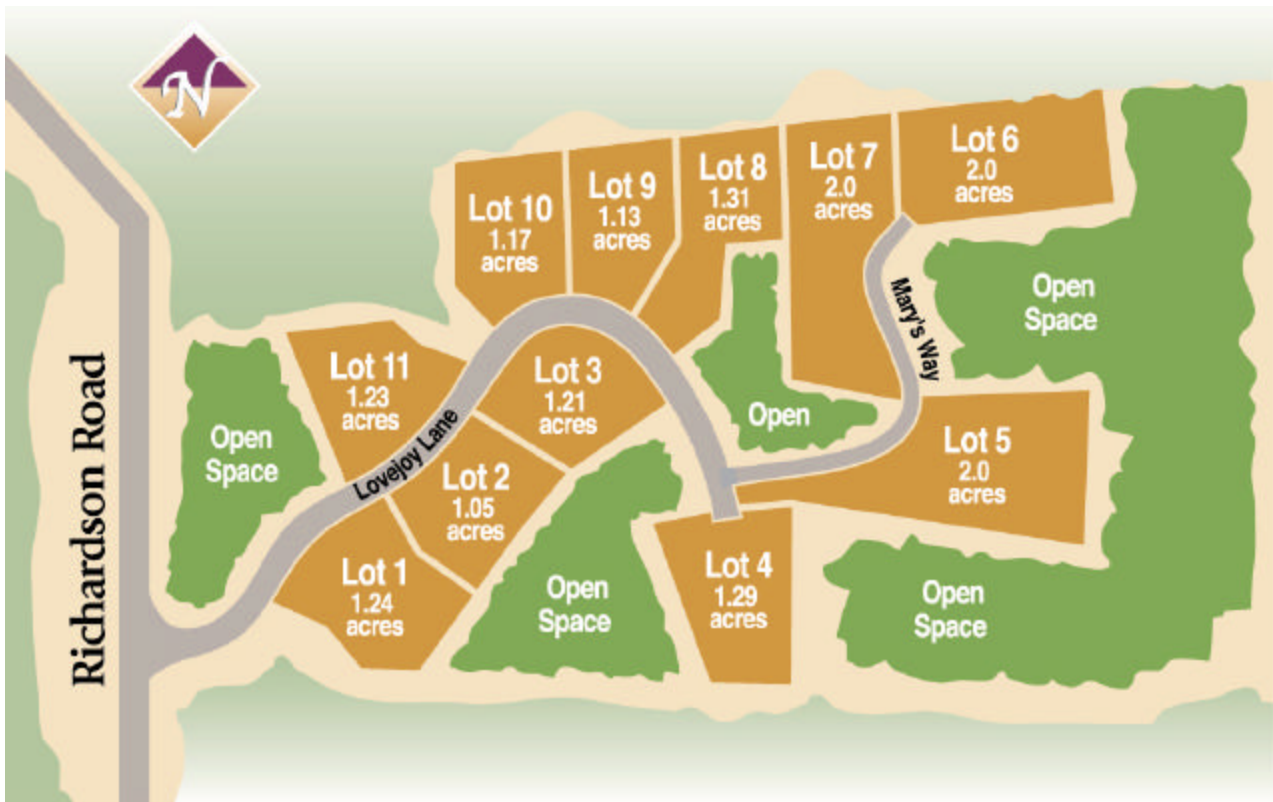 N
Richardson Road
Lot 10
1.17
acres
Lot 9
1.13
acres
Lot 8
1.31
acres
Lot 7
2.0
acres
Lot 6
2.0
acres
Open
Space
Mary's Way
Lot 11
1.23
acres
Lot 3
1.21
acres
Open
Open
Space
Lovejoy Lane
Lot 2
1.05
acres
Lot 5
2.0
acres
Lot 1
1.24
acres
Open
Space
Lot 4
1.29
acres
Open
Space